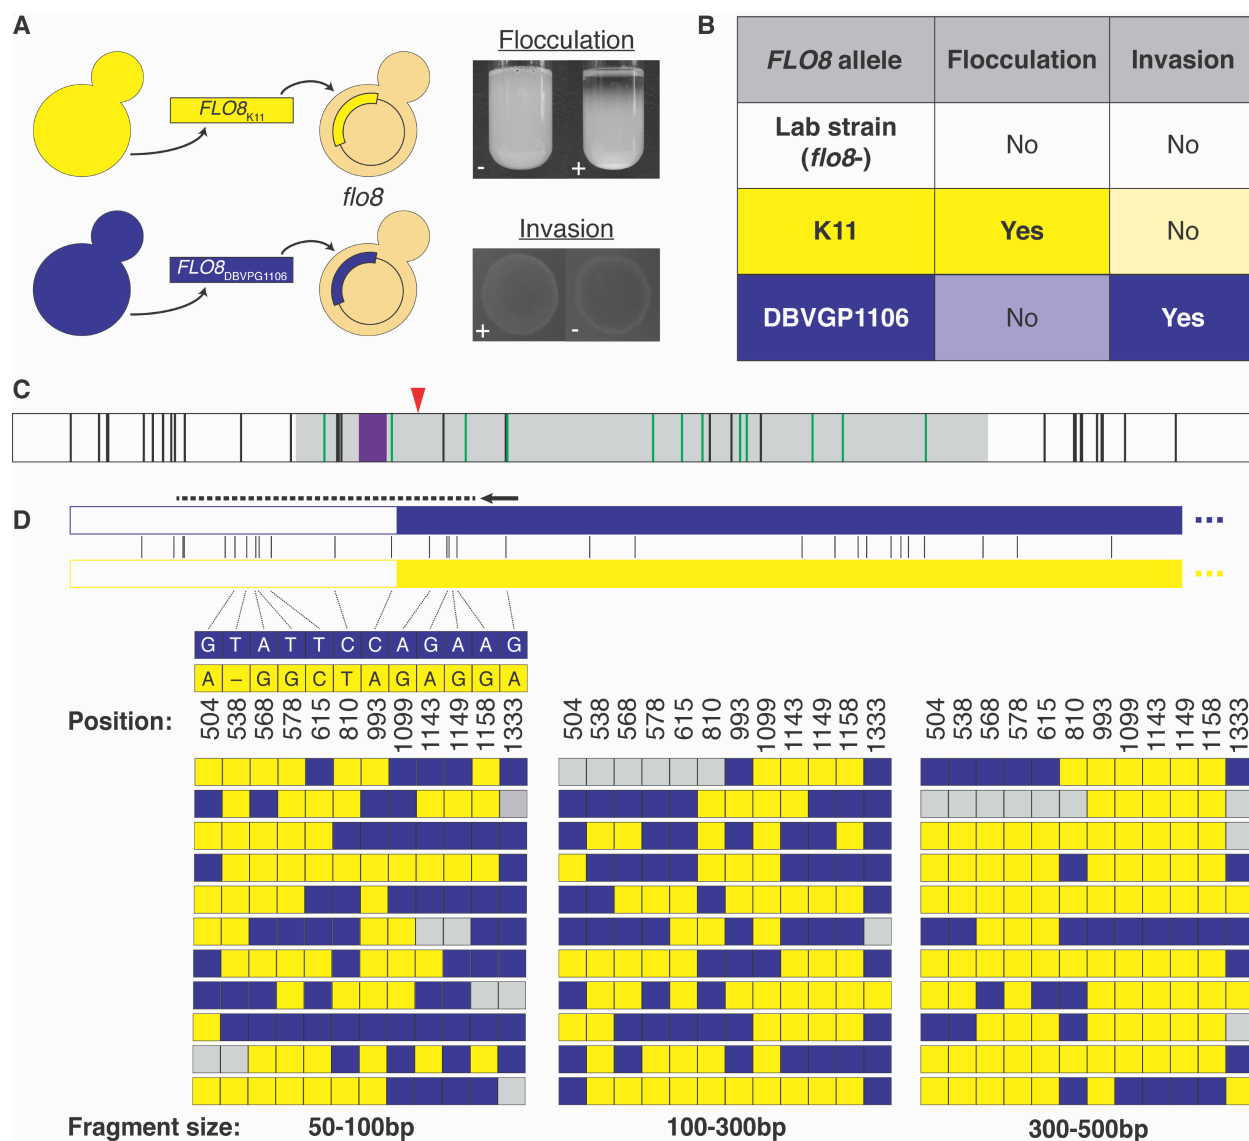 A
FLO8K11
flo8
FLO8DBVPG1106
Flocculation
- +
Invasion
+ -
B
FLO8 allele Flocculation Invasion
Lab strain
(flo8-) No No
K11 Yes No
DBVGP1106 No Yes
C
D
G T A T T C C A G A A G
A – G G C T A G A G G A
Position:
504 538 568 578 615 810 993 1099 1143 1149 1158 1333
504 538 568 578 615 810 993 1099 1143 1149 1158 1333
504 538 568 578 615 810 993 1099 1143 1149 1158 1333
Fragment size: 50-100bp 100-300bp 300-500bp